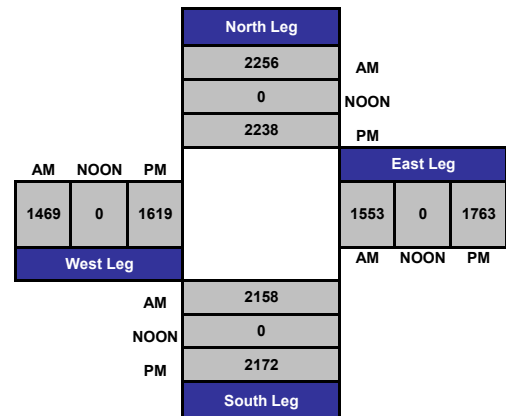 North Leg
2256 AM
0 NOON
2238 PM
AM NOON PM
East Leg
1469 0 1619
1553 0 1763
West Leg
AM NOON PM
AM 2158
NOON 0
PM 2172
South Leg